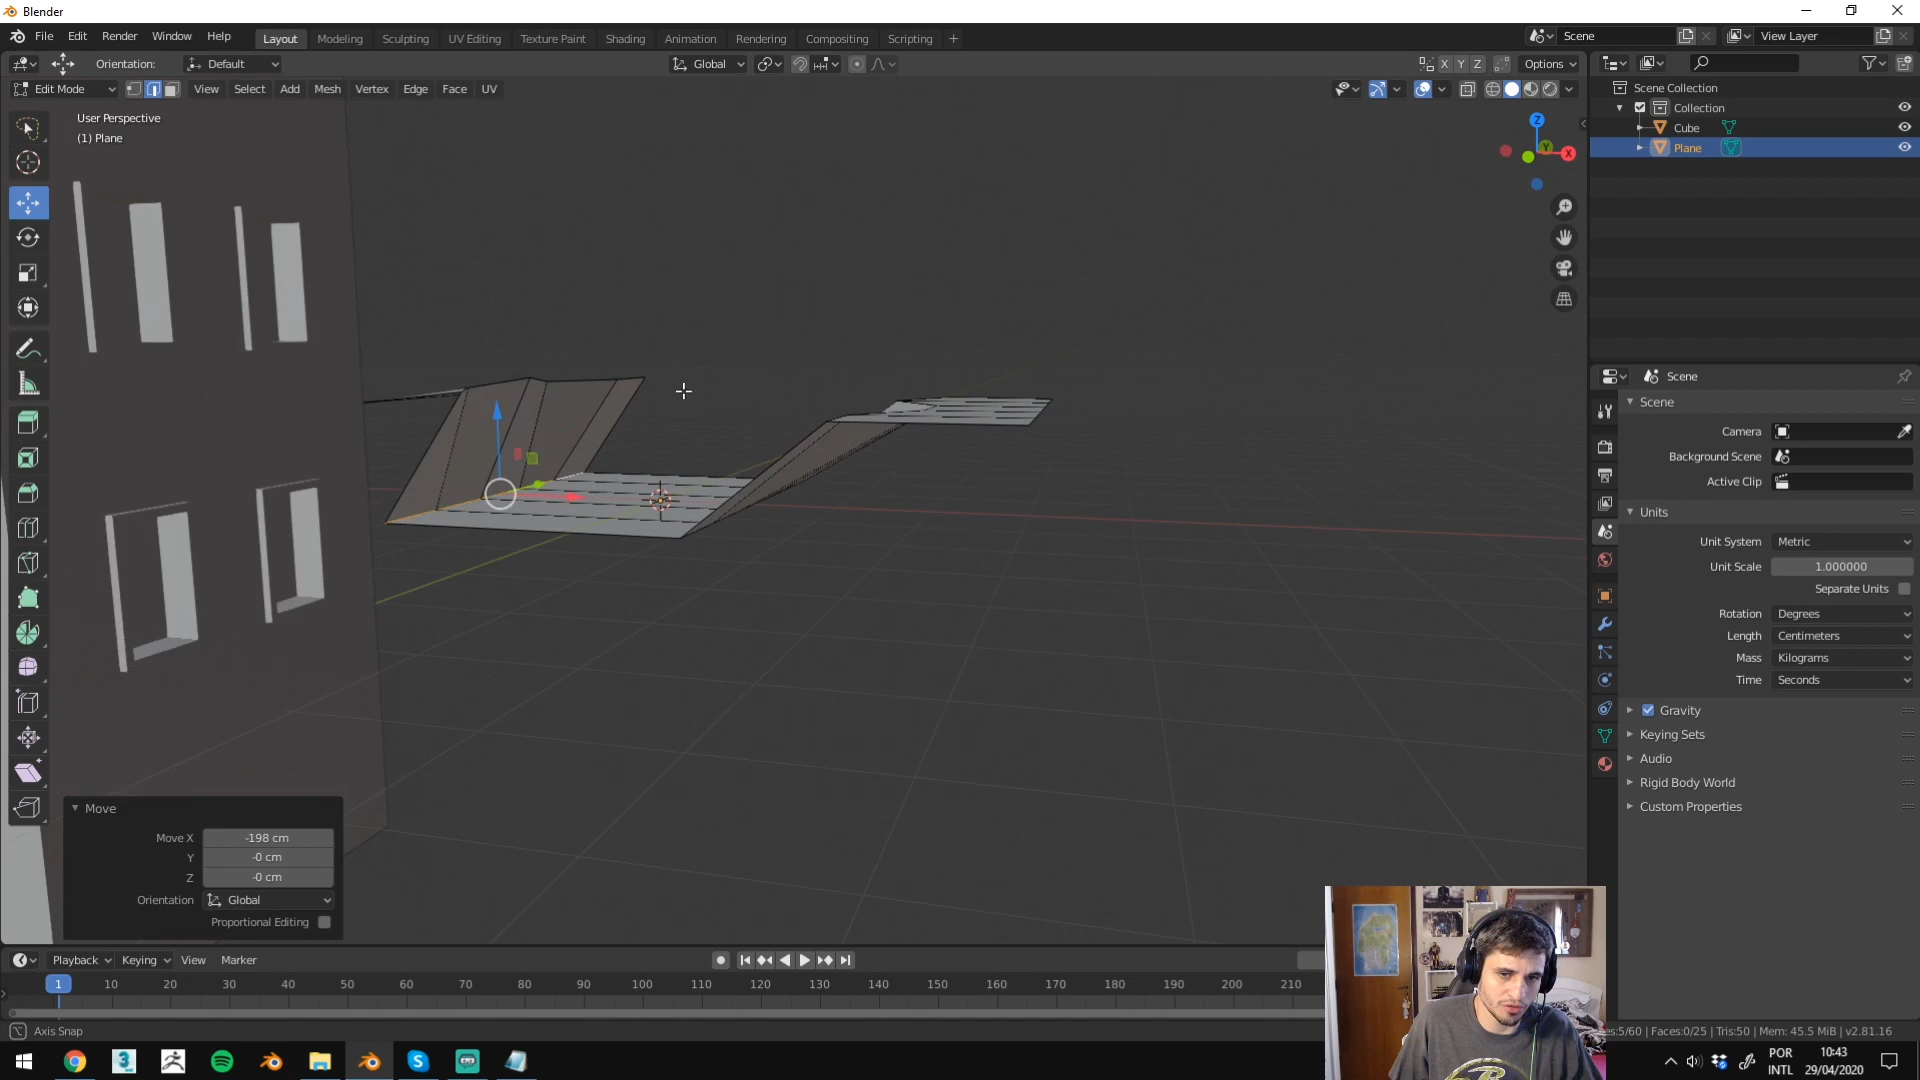 Blender
File Edit Render Window Help
Layout Modeling Sculpting UV Editing Texture Paint Shading Animation Rendering Compositing Scripting +
Scene
View Layer
Orientation: Default
Global
X Y Z Options
Edit Mode View Select Add Mesh Vertex Edge Face UV
User Perspective
(1) Plane
Z
Y
X
Scene Collection
Collection
Cube
Plane
Scene
Scene
Camera
Background Scene
Active Clip
Units
Unit System Metric
Unit Scale 1.000000
Separate Units
Rotation Degrees
Length Centimeters
Mass Kilograms
Time Seconds
Gravity
Keying Sets
Audio
Rigid Body World
Custom Properties
Move
Move X -198 cm
Y -0 cm
Z -0 cm
Orientation Global
Proportional Editing
Playback Keying View Marker
1 10 20 30 40 50 60 70 80 90 100 110 120 130 140 150 160 170 180 190 200 210
Axis Snap
es:5/60 | Faces:0/25 | Tris:50 | Mem: 45.5 MiB | v2.81.16
3
POR
INTL
10:43
29/04/2020